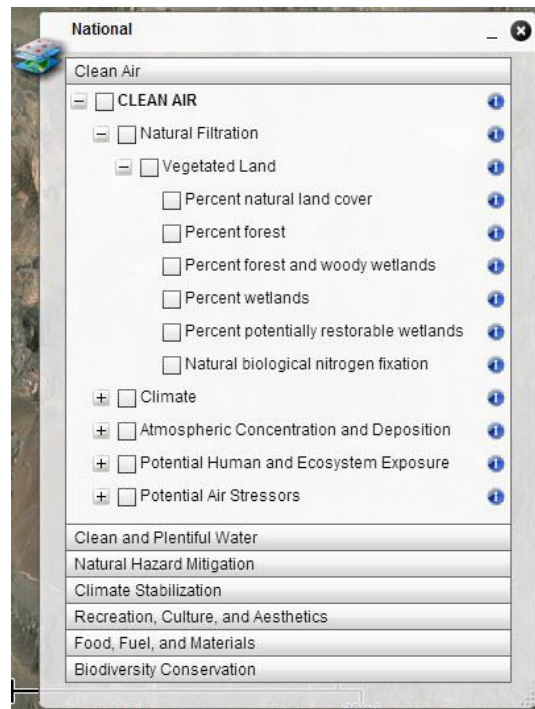 National
Clean Air
CLEAN AIR
Natural Filtration
Vegetated Land
Percent natural land cover
Percent forest
Percent forest and woody wetlands
Percent wetlands
Percent potentially restorable wetlands
Natural biological nitrogen fixation
Climate
Atmospheric Concentration and Deposition
Potential Human and Ecosystem Exposure
Potential Air Stressors
Clean and Plentiful Water
Natural Hazard Mitigation
Climate Stabilization
Recreation, Culture, and Aesthetics
Food, Fuel, and Materials
Biodiversity Conservation